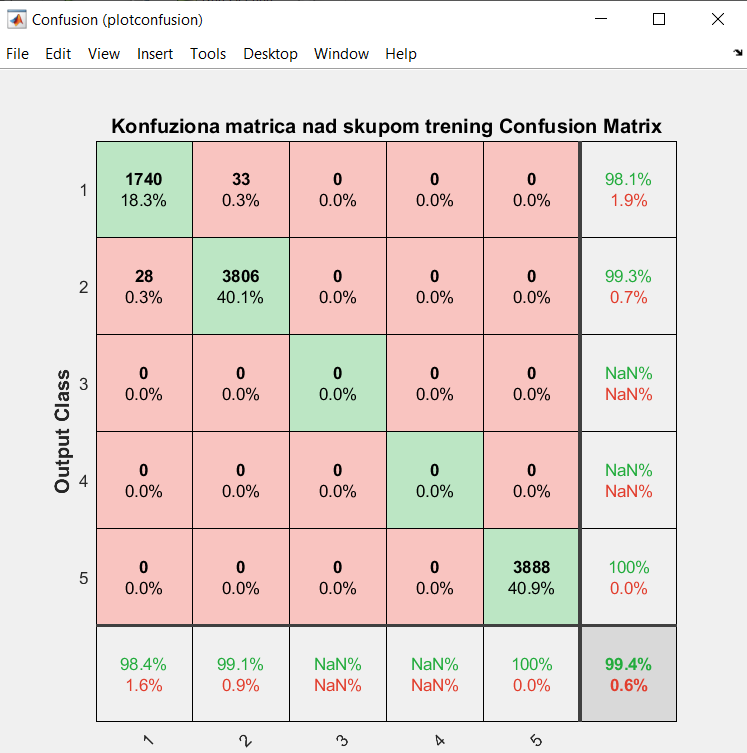 Confusion (plotconfusion)
File Edit View Insert Tools Desktop Window Help
Konfuziona matrica nad skupom trening Confusion Matrix
1 1740 33 0 0 0 98.1%
18.3% 0.3% 0.0% 0.0% 0.0% 1.9%
2 28 3806 0 0 0 99.3%
0.3% 40.1% 0.0% 0.0% 0.0% 0.7%
3 0 0 0 0 0 NaN%
0.0% 0.0% 0.0% 0.0% 0.0% NaN%
4 0 0 0 0 0 NaN%
0.0% 0.0% 0.0% 0.0% 0.0% NaN%
5 0 0 0 0 3888 100%
0.0% 0.0% 0.0% 0.0% 40.9% 0.0%
98.4% 99.1% NaN% NaN% 100% 99.4%
1.6% 0.9% NaN% NaN% 0.0% 0.6%
1 2 3 4 5
Output Class